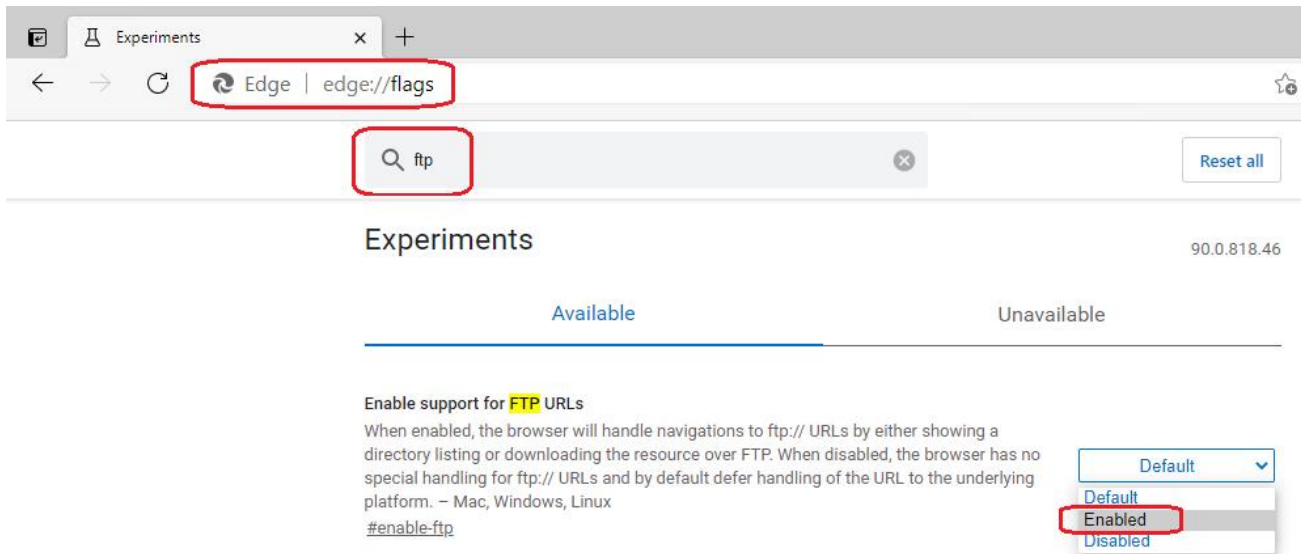 Experiments
Edge | edge://flags
ftp
Reset all
Experiments
90.0.818.46
Available
Unavailable
Enable support for FTP URLs
When enabled, the browser will handle navigations to ftp:// URLs by either showing a
directory listing or downloading the resource over FTP. When disabled, the browser has no
special handling for ftp:// URLs and by default defer handling of the URL to the underlying
platform. – Mac, Windows, Linux
#enable-ftp
Default
Default
Enabled
Disabled